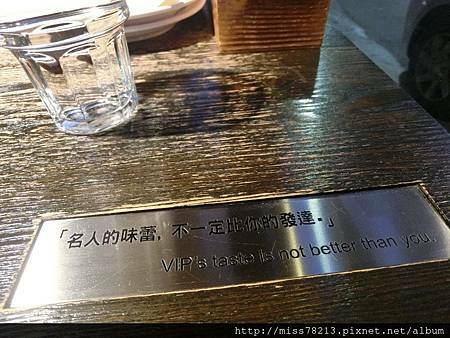 「名人的味蕾，不一定比你的發達。」
VIP's taste is not better than you.
http://miss78213.pixnet.net/album